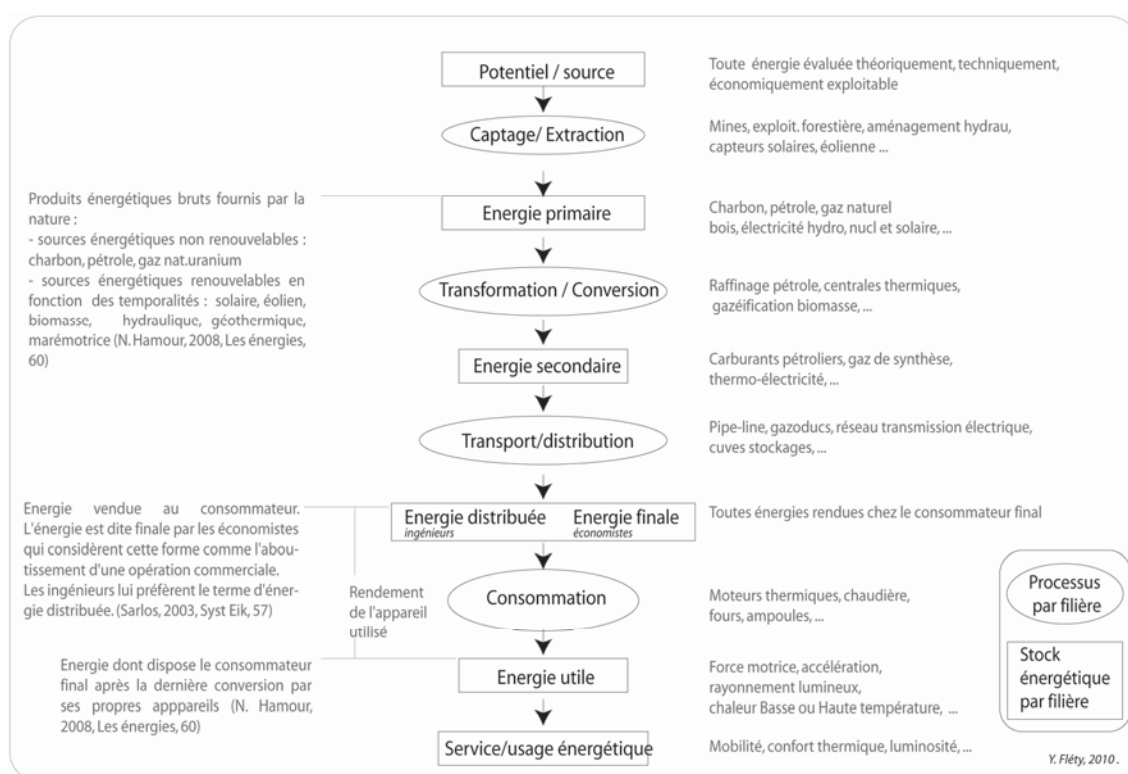 Potentiel / source
Toute énergie évaluée théoriquement, techniquement,
économiquement exploitable
Captage/ Extraction
Mines, exploit. forestière, aménagement hydrau,
capteurs solaires, éolienne ...
Produits énergétiques bruts fournis par la
nature :
- sources énergétiques non renouvelables :
charbon, pétrole, gaz nat.uranium
- sources énergétiques renouvelables en
fonction des temporalités : solaire, éolien,
biomasse, hydraulique, géothermique,
marémotrice (N. Hamour, 2008, Les énergies,
60)
Energie primaire
Charbon, pétrole, gaz naturel
bois, électricité hydro, nucl et solaire, ...
Transformation / Conversion
Raffinage pétrole, centrales thermiques,
gazéification biomasse, ...
Energie secondaire
Carburants pétroliers, gaz de synthèse,
thermo-électricité, ...
Transport/distribution
Pipe-line, gazoducs, réseau transmission électrique,
cuves stockages, ...
Energie vendue au consommateur.
L'énergie est dite finale par les économistes
qui considèrent cette forme comme l'abou-
tissement d'une opération commerciale.
Les ingénieurs lui préfèrent le terme d'éner-
gie distribuée. (Sarlos, 2003, Syst Eik, 57)
Energie distribuée Energie finale
ingénieurs économistes
Toutes énergies rendues chez le consommateur final
Rendement
de l'appareil
utilisé
Consommation
Moteurs thermiques, chaudière,
fours, ampoules, ...
Energie dont dispose le consommateur
final après la dernière conversion par
ses propres apppareils (N. Hamour,
2008, Les énergies, 60)
Energie utile
Force motrice, accélération,
rayonnement lumineux,
chaleur Basse ou Haute température, ...
Service/usage énergétique
Mobilité, confort thermique, luminosité, ...
Processus
par filière
Stock
énergétique
par filière
Y. Fléty, 2010 .